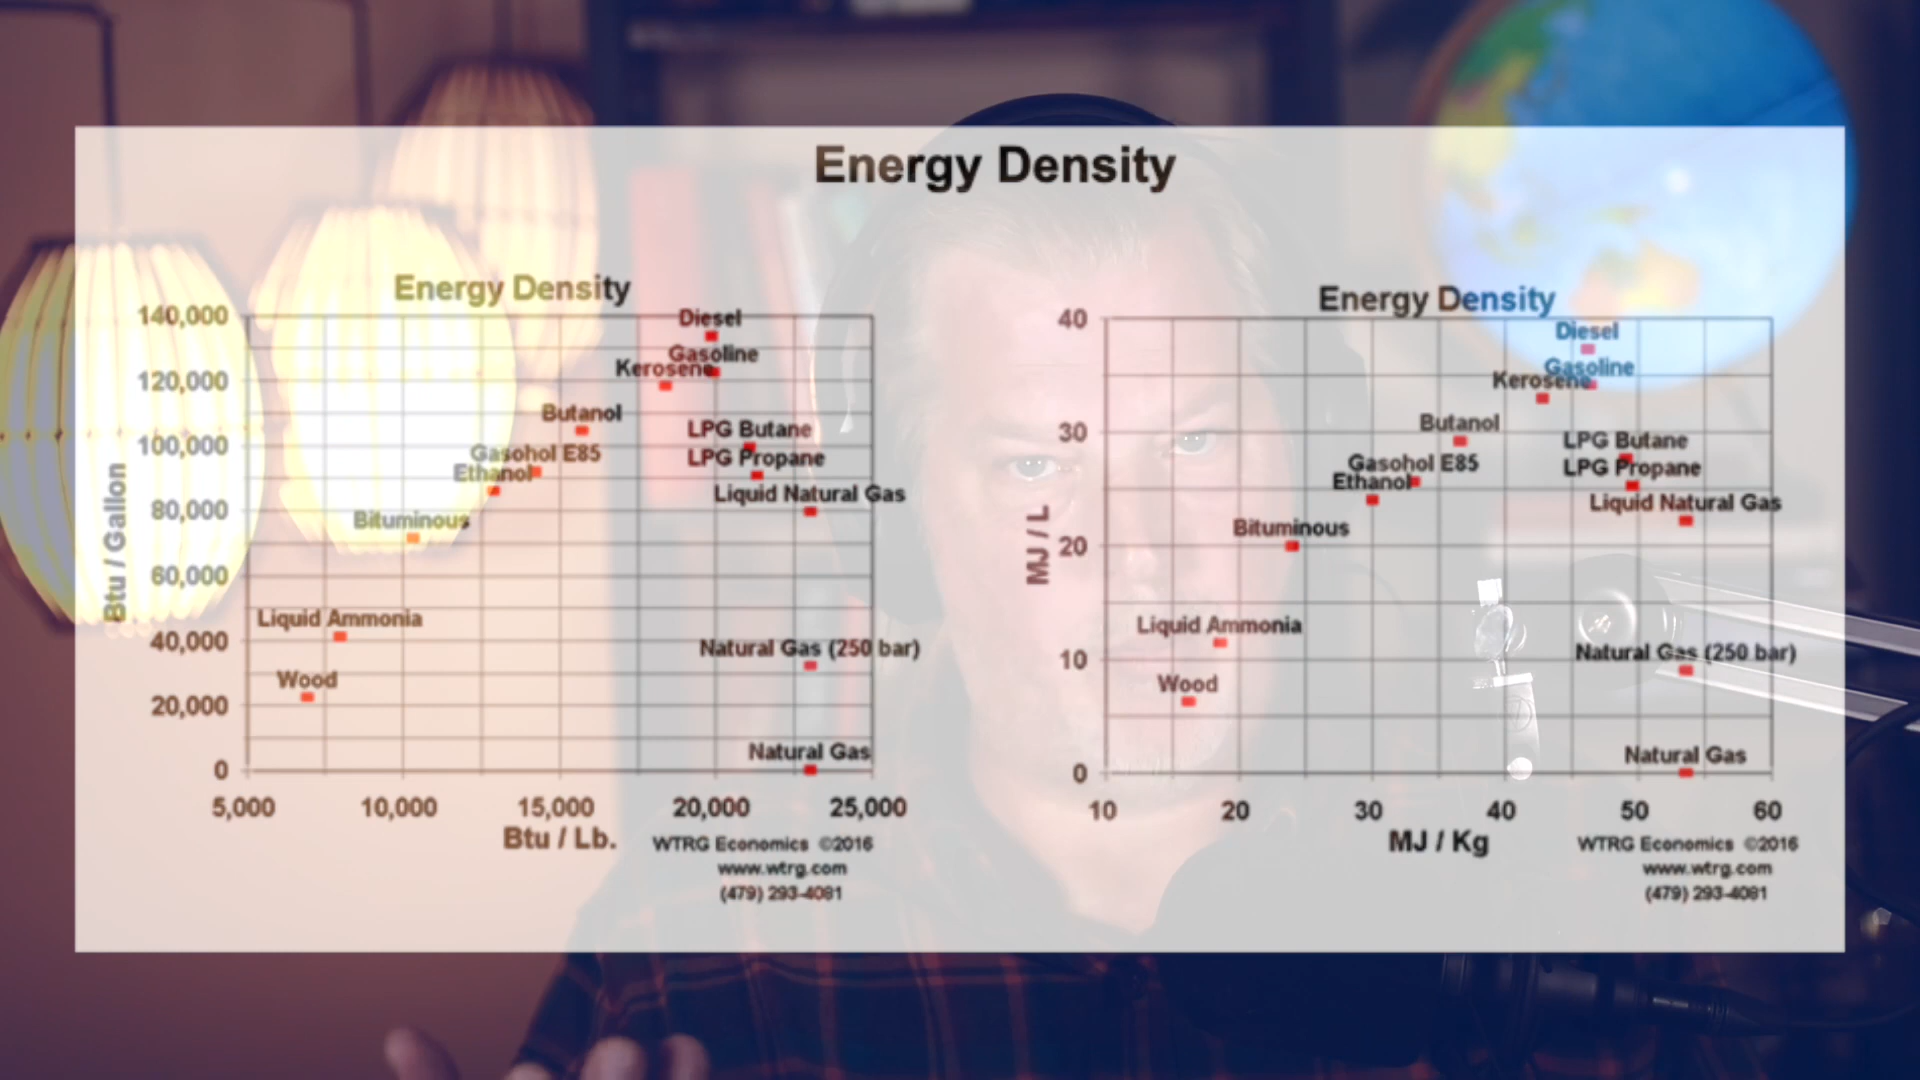 Energy Density
Energy Density
140,000
120,000
100,000
80,000
60,000
40,000
20,000
0
Btu / Gallon
Diesel
Gasoline
Kerosene
Butanol
LPG Butane
Gasohol E85
LPG Propane
Ethanol
Liquid Natural Gas
Bituminous
Liquid Ammonia
Natural Gas (250 bar)
Wood
Natural Gas
5,000 10,000 15,000 20,000 25,000
Btu / Lb.
WTRG Economics ©2016
www.wtrg.com
(479) 293-4081
Energy Density
40
30
20
10
0
MJ / L
Diesel
Gasoline
Kerosene
Butanol
LPG Butane
Gasohol E85
LPG Propane
Ethanol
Liquid Natural Gas
Bituminous
Liquid Ammonia
Natural Gas (250 bar)
Wood
Natural Gas
10 20 30 40 50 60
MJ / Kg
WTRG Economics ©2016
www.wtrg.com
(479) 293-4081